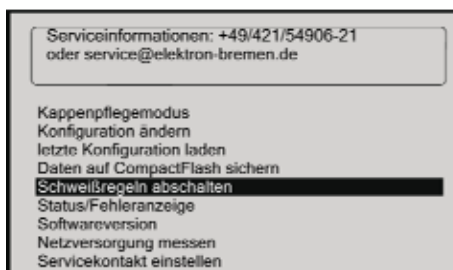 Serviceinformationen: +49/421/54906-21
oder service@elektron-bremen.de
Kappenpflegemodus
Konfiguration ändern
letzte Konfiguration laden
Daten auf CompactFlash sichern
Schweißregeln abschalten
Status/Fehleranzeige
Softwareversion
Netzversorgung messen
Servicekontakt einstellen